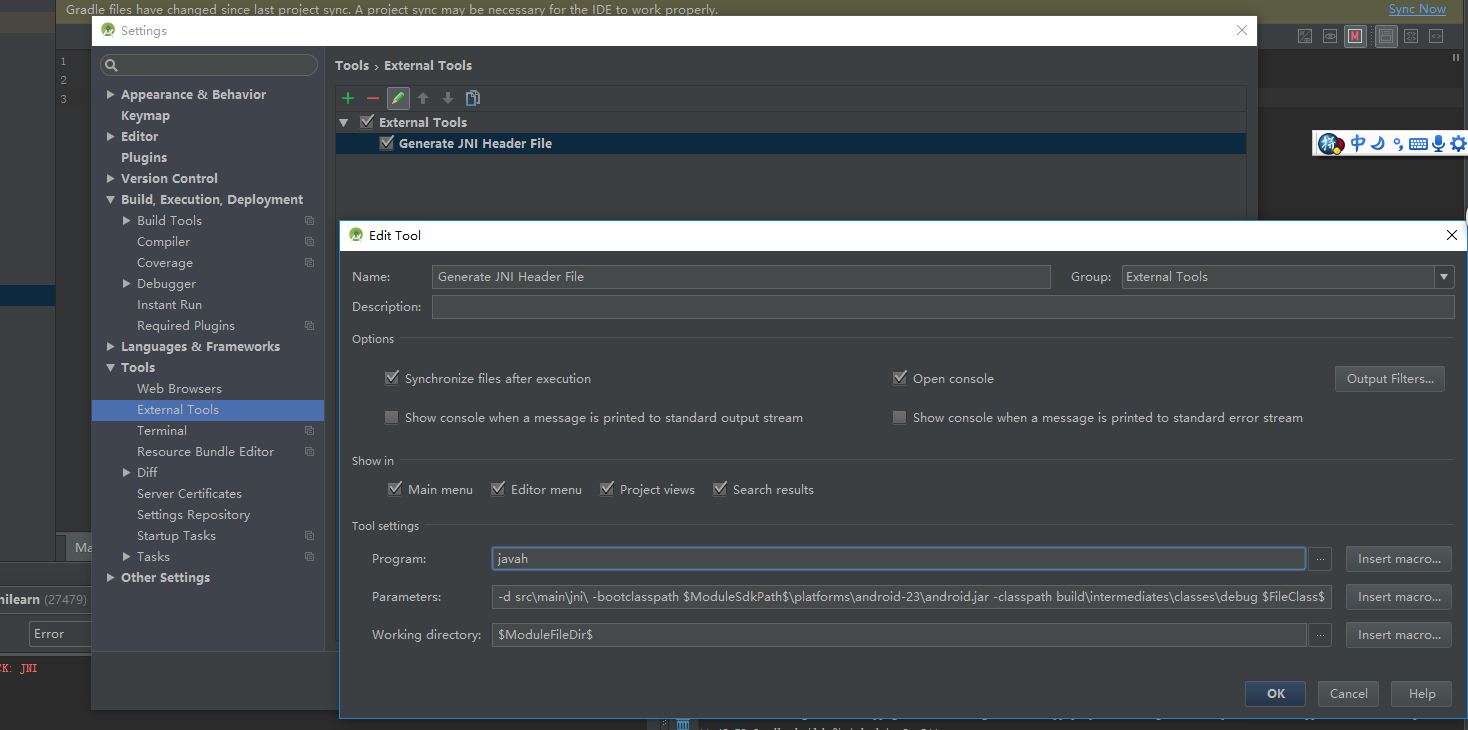 Gradle files have changed since last project sync. A project sync may be necessary for the IDE to work properly.
Sync Now
Settings
1
2
3
Appearance & Behavior
Keymap
Editor
Plugins
Version Control
Build, Execution, Deployment
Build Tools
Compiler
Coverage
Debugger
Instant Run
Required Plugins
Languages & Frameworks
Tools
Web Browsers
External Tools
Terminal
Resource Bundle Editor
Diff
Server Certificates
Settings Repository
Startup Tasks
Tasks
Other Settings
Tools › External Tools
External Tools
Generate JNI Header File
M
中
Edit Tool
Name: Generate JNI Header File Group: External Tools
Description:
Options
Synchronize files after execution Open console Output Filters...
Show console when a message is printed to standard output stream Show console when a message is printed to standard error stream
Show in
Main menu Editor menu Project views Search results
Tool settings
Program: javah ... Insert macro...
Parameters: -d src\main\jni\ -bootclasspath $ModuleSdkPath$\platforms\android-23\android.jar -classpath build\intermediates\classes\debug $FileClass$ Insert macro...
Working directory: $ModuleFileDir$ ... Insert macro...
OK Cancel Help
Ma
nilearn (27479)
Error
CK: JNI